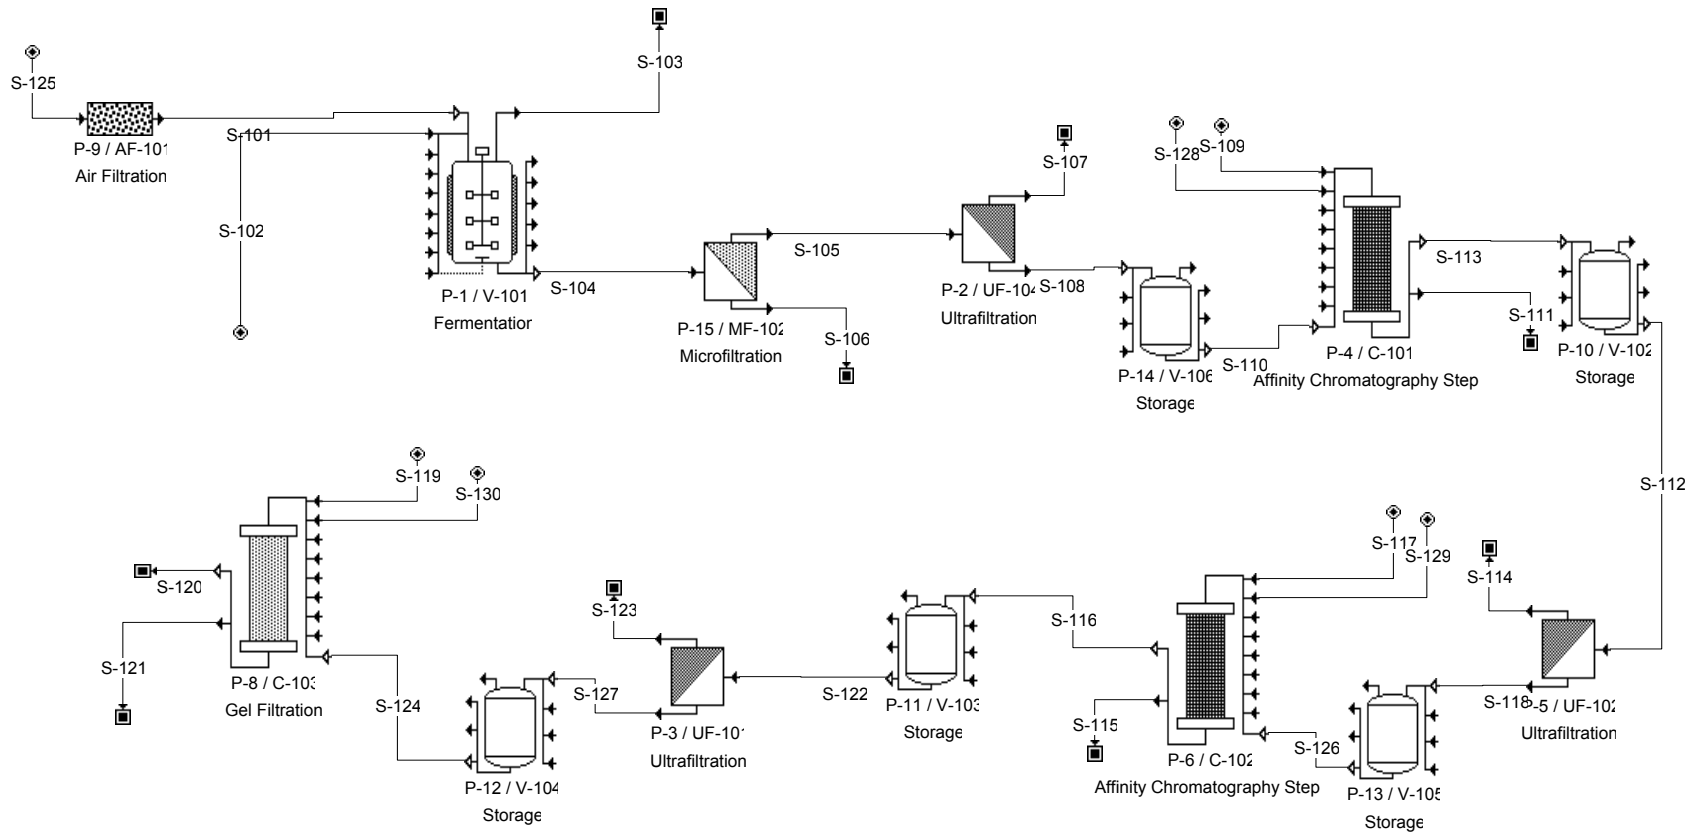 S-125
S-103
S-101
P-9 / AF-101
Air Filtration
S-102
P-1 / V-101
Fermentation
S-104
S-105
P-15 / MF-102
Microfiltration
S-106
S-107
P-2 / UF-104
Ultrafiltration
S-108
P-14 / V-106
Storage
S-110
S-128
S-109
P-4 / C-101
Affinity Chromatography Step
S-113
S-111
P-10 / V-102
Storage
S-112
S-119
S-130
S-120
S-121
P-8 / C-103
Gel Filtration
S-124
P-12 / V-104
Storage
S-127
S-123
P-3 / UF-101
Ultrafiltration
S-122
P-11 / V-103
Storage
S-116
S-115
P-6 / C-102
Affinity Chromatography Step
S-117
S-129
S-126
P-13 / V-105
Storage
S-118
S-114
P-5 / UF-102
Ultrafiltration